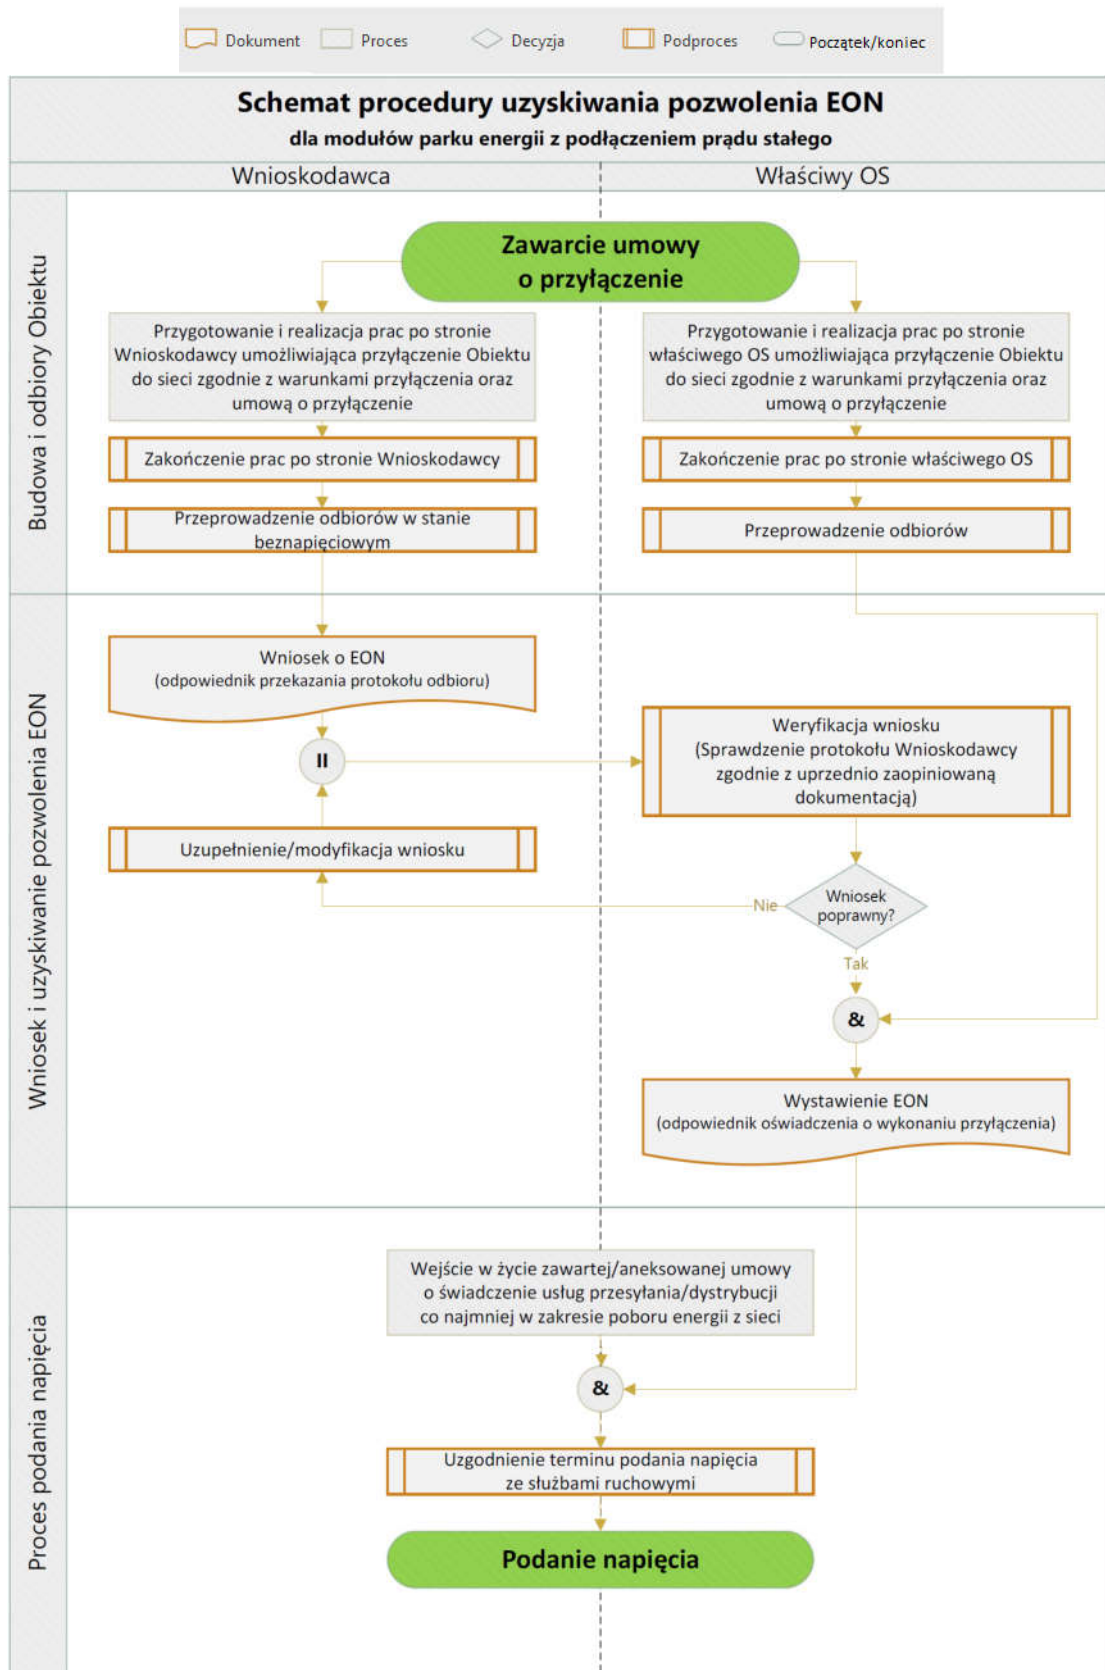 Dokument
Proces
Decyzja
Podproces
Początek/koniec
Schemat procedury uzyskiwania pozwolenia EON
dla modułów parku energii z podłączeniem prądu stałego
Wnioskodawca
Właściwy OS
Budowa i odbiory Obiektu
Zawarcie umowy
o przyłączenie
Przygotowanie i realizacja prac po stronie
Wnioskodawcy umożliwiająca przyłączenie Obiektu
do sieci zgodnie z warunkami przyłączenia oraz
umową o przyłączenie
Przygotowanie i realizacja prac po stronie
właściwego OS umożliwiająca przyłączenie Obiektu
do sieci zgodnie z warunkami przyłączenia oraz
umową o przyłączenie
Zakończenie prac po stronie Wnioskodawcy
Zakończenie prac po stronie właściwego OS
Przeprowadzenie odbiorów w stanie
beznapięciowym
Przeprowadzenie odbiorów
Wniosek i uzyskiwanie pozwolenia EON
Wniosek o EON
(odpowiednik przekazania protokołu odbioru)
II
Weryfikacja wniosku
(Sprawdzenie protokołu Wnioskodawcy
zgodnie z uprzednio zaopiniowaną
dokumentacją)
Uzupełnienie/modyfikacja wniosku
Nie
Wniosek
poprawny?
Tak
&
Wystawienie EON
(odpowiednik oświadczenia o wykonaniu przyłączenia)
Proces podania napięcia
Wejście w życie zawartej/aneksowanej umowy
o świadczenie usług przesyłania/dystrybucji
co najmniej w zakresie poboru energii z sieci
&
Uzgodnienie terminu podania napięcia
ze służbami ruchowymi
Podanie napięcia